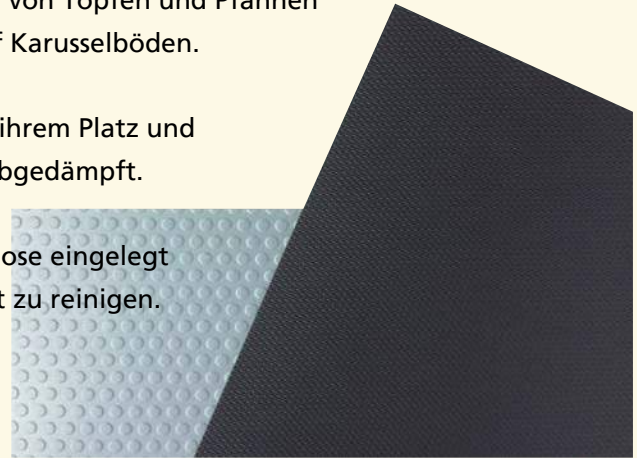 von Töpfen und Pfannen
f Karusselböden.
ihrem Platz und
bgedämpft.
ose eingelegt
t zu reinigen.